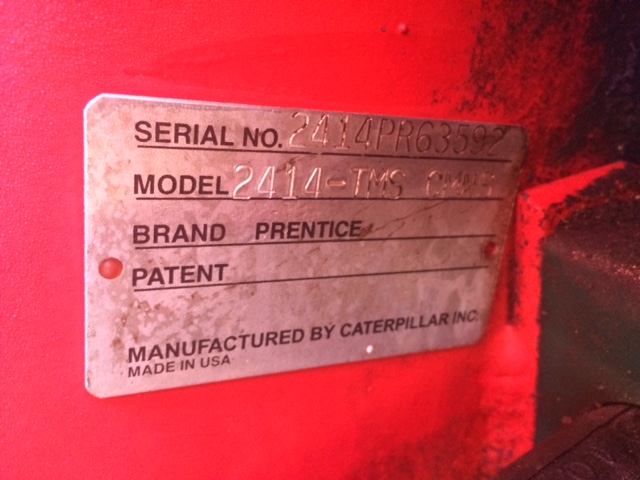 SERIAL NO. 2414PR63592
MODEL 2414-TMS
BRAND PRENTICE
PATENT
MANUFACTURED BY CATERPILLAR INC.
MADE IN USA